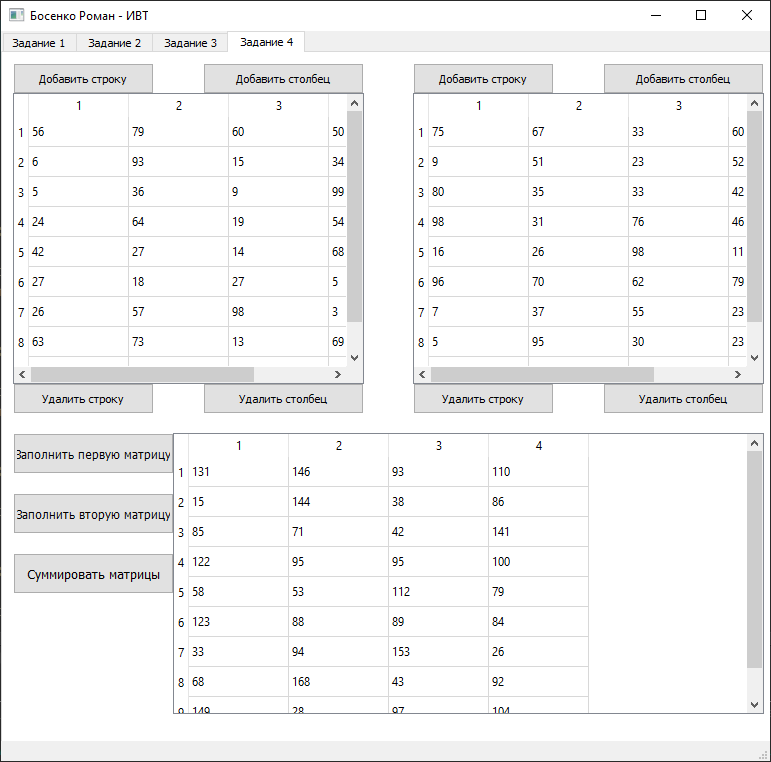 Босенко Роман - ИВТ
Задание 1 Задание 2 Задание 3 Задание 4
Добавить строку Добавить столбец Добавить строку Добавить столбец
1 2 3 1 2 3
1 56 79 60 50 1 75 67 33 60
2 6 93 15 34 2 9 51 23 52
3 5 36 9 99 3 80 35 33 42
4 24 64 19 54 4 98 31 76 46
5 42 27 14 68 5 16 26 98 11
6 27 18 27 5 6 96 70 62 79
7 26 57 98 3 7 7 37 55 23
8 63 73 13 69 8 5 95 30 23
Удалить строку Удалить столбец Удалить строку Удалить столбец
1 2 3 4
Заполнить первую матрицу 1 131 146 93 110
Заполнить вторую матрицу 2 15 144 38 86
3 85 71 42 141
Суммировать матрицы 4 122 95 95 100
5 58 53 112 79
6 123 88 89 84
7 33 94 153 26
8 68 168 43 92
9 149 28 97 104